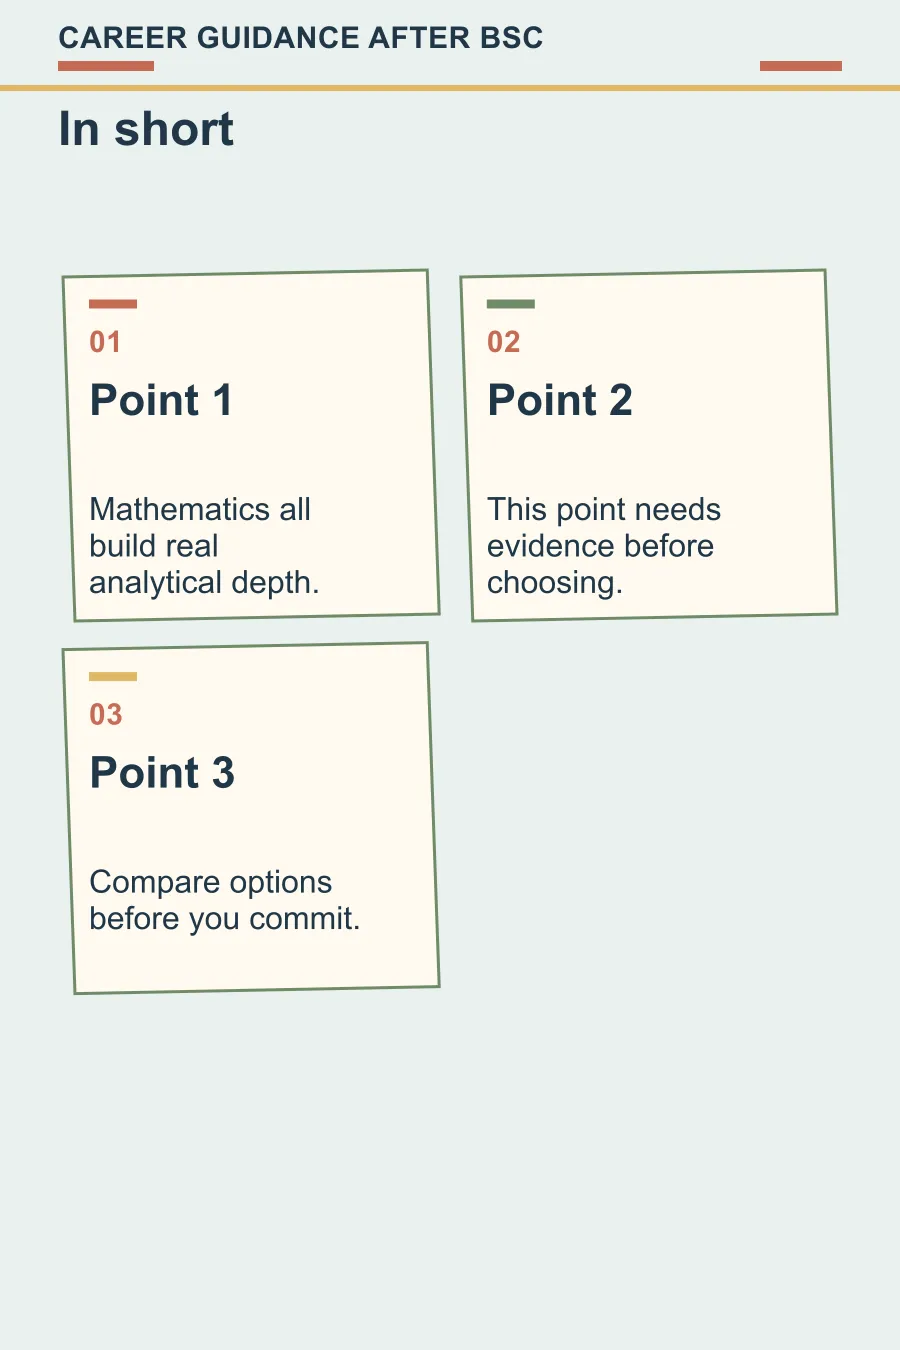 CAREER GUIDANCE AFTER BSC
In short
01
Point 1
Mathematics all
build real
analytical depth.
02
Point 2
This point needs
evidence before
choosing.
03
Point 3
Compare options
before you commit.